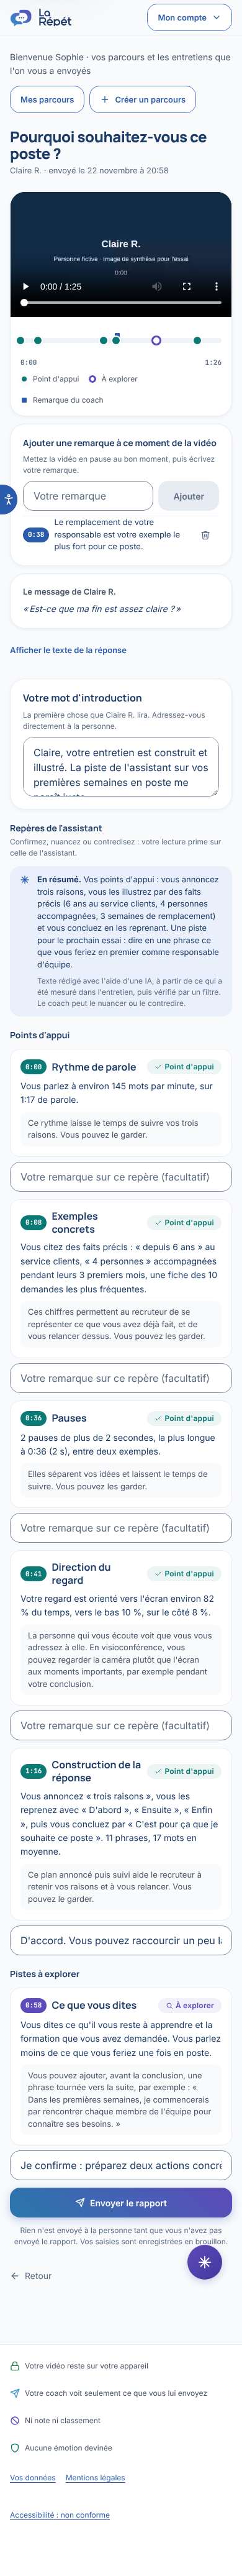 La Répét
Mon compte
Bienvenue Sophie · vos parcours et les entretiens que
l'on vous a envoyés
Mes parcours
Créer un parcours
Pourquoi souhaitez-vous ce
poste ?
Claire R. · envoyé le 22 novembre à 20:58
Claire R.
Personne fictive · image de synthèse pour l'essai
0:00
0:00 / 1:25
0:00
1:26
Point d'appui
À explorer
Remarque du coach
Ajouter une remarque à ce moment de la vidéo
Mettez la vidéo en pause au bon moment, puis écrivez
votre remarque.
Votre remarque
Ajouter
0:38
Le remplacement de votre
responsable est votre exemple le
plus fort pour ce poste.
Le message de Claire R.
« Est-ce que ma fin est assez claire ? »
Afficher le texte de la réponse
Votre mot d'introduction
La première chose que Claire R. lira. Adressez-vous
directement à la personne.
Claire, votre entretien est construit et
illustré. La piste de l'assistant sur vos
premières semaines en poste me
Repères de l'assistant
Confirmez, nuancez ou contredisez : votre lecture prime sur
celle de l'assistant.
En résumé. Vos points d'appui : vous annoncez
trois raisons, vous les illustrez par des faits
précis (6 ans au service clients, 4 personnes
accompagnées, 3 semaines de remplacement)
et vous concluez en les reprenant. Une piste
pour le prochain essai : dire en une phrase ce
que vous feriez en premier comme responsable
d'équipe.
Texte rédigé avec l'aide d'une IA, à partir de ce qui a
été mesuré dans l'entretien, puis vérifié par un filtre.
Le coach peut le nuancer ou le contredire.
Points d'appui
0:00
Rythme de parole
Point d'appui
Vous parlez à environ 145 mots par minute, sur
1:17 de parole.
Ce rythme laisse le temps de suivre vos trois
raisons. Vous pouvez le garder.
Votre remarque sur ce repère (facultatif)
0:08
Exemples
concrets
Point d'appui
Vous citez des faits précis : « depuis 6 ans » au
service clients, « 4 personnes » accompagnées
pendant leurs 3 premiers mois, une fiche des 10
demandes les plus fréquentes.
Ces chiffres permettent au recruteur de se
représenter ce que vous avez déjà fait, et de
vous relancer dessus. Vous pouvez les garder.
Votre remarque sur ce repère (facultatif)
0:36
Pauses
Point d'appui
2 pauses de plus de 2 secondes, la plus longue
à 0:36 (2 s), entre deux exemples.
Elles séparent vos idées et laissent le temps de
suivre. Vous pouvez les garder.
Votre remarque sur ce repère (facultatif)
0:41
Direction du
regard
Point d'appui
Votre regard est orienté vers l'écran environ 82
% du temps, vers le bas 10 %, sur le côté 8 %.
La personne qui vous écoute voit que vous vous
adressez à elle. En visioconférence, vous
pouvez regarder la caméra plutôt que l'écran
aux moments importants, par exemple pendant
votre conclusion.
Votre remarque sur ce repère (facultatif)
1:16
Construction de la
réponse
Point d'appui
Vous annoncez « trois raisons », vous les
reprenez avec « D'abord », « Ensuite », « Enfin
», puis vous concluez par « C'est pour ça que je
souhaite ce poste ». 11 phrases, 17 mots en
moyenne.
Ce plan annoncé puis suivi aide le recruteur à
retenir vos raisons et à vous relancer. Vous
pouvez le garder.
D'accord. Vous pouvez raccourcir un peu la
Pistes à explorer
0:58
Ce que vous dites
À explorer
Vous dites ce qu'il vous reste à apprendre et la
formation que vous avez demandée. Vous parlez
moins de ce que vous feriez une fois en poste.
Vous pouvez ajouter, avant la conclusion, une
phrase tournée vers la suite, par exemple : «
Dans les premières semaines, je commencerais
par rencontrer chaque membre de l'équipe pour
connaître ses besoins. »
Je confirme : préparez deux actions concrè
Envoyer le rapport
Rien n'est envoyé à la personne tant que vous n'avez pas
envoyé le rapport. Vos saisies sont enregistrées en brouillon.
Retour
Votre vidéo reste sur votre appareil
Votre coach voit seulement ce que vous lui envoyez
Ni note ni classement
Aucune émotion devinée
Vos données
Mentions légales
Accessibilité : non conforme